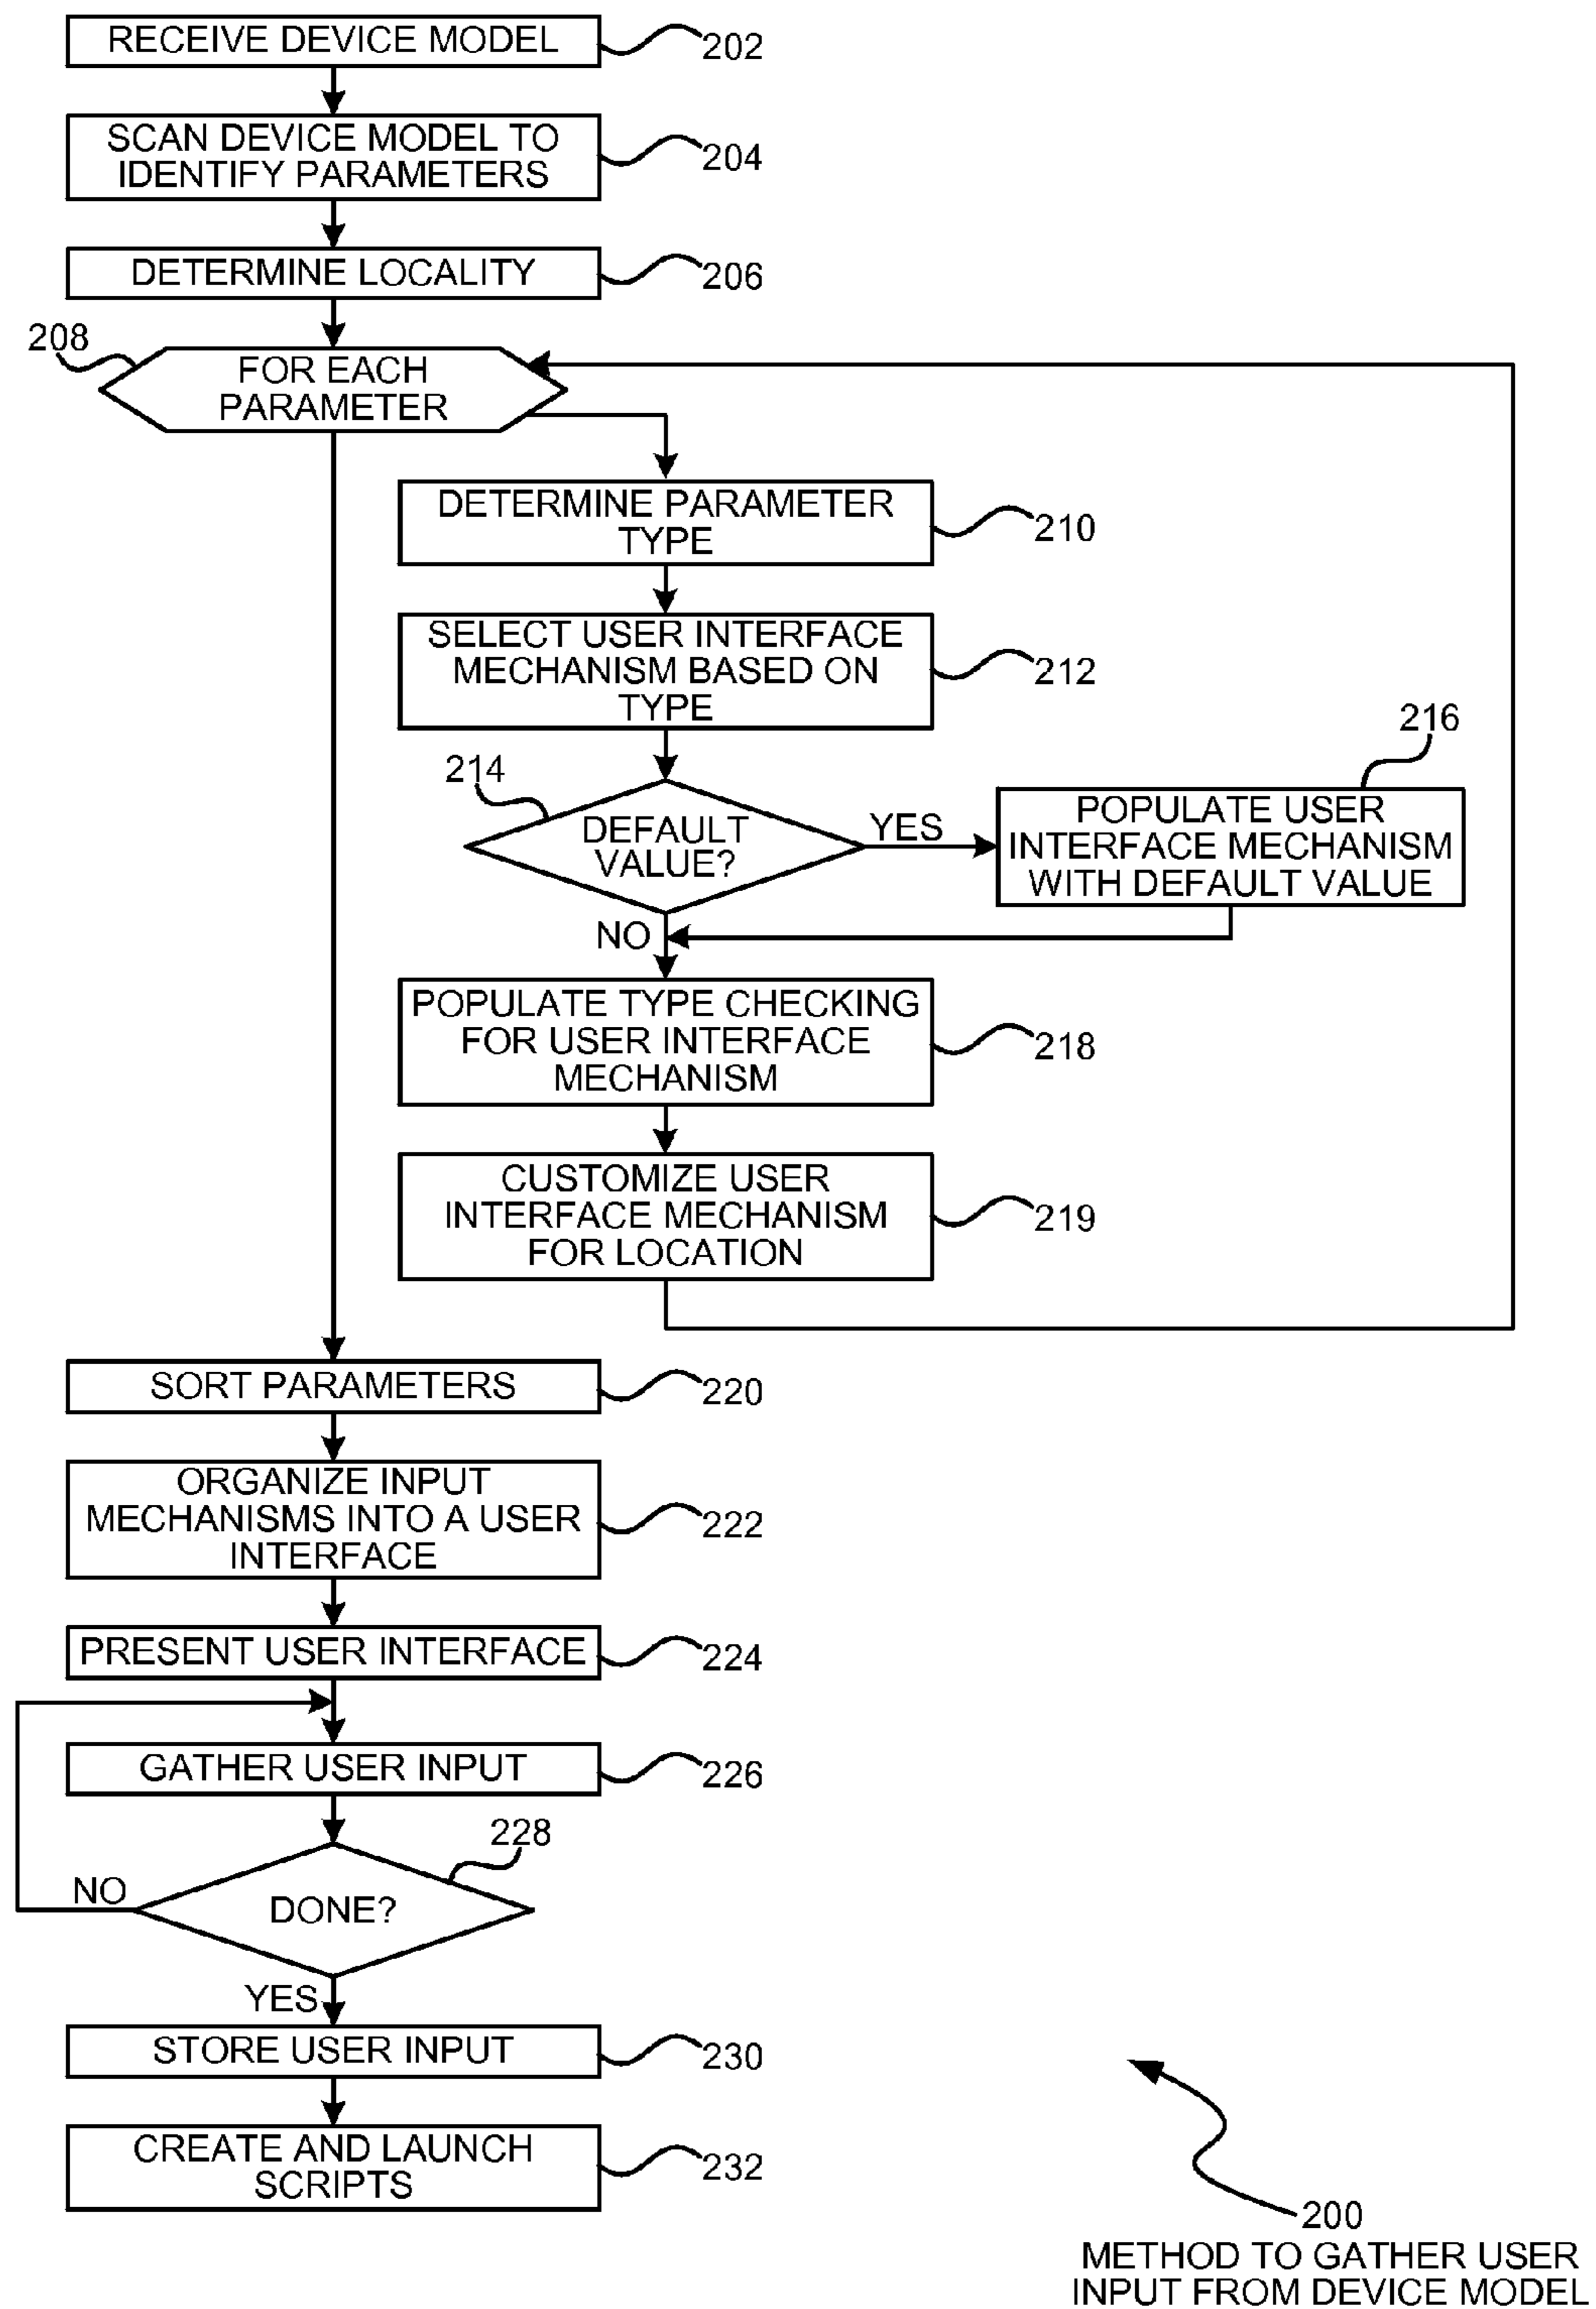 RECEIVE DEVICE MODEL
202
SCAN DEVICE MODEL TO
IDENTIFY PARAMETERS
204
DETERMINE LOCALITY
206
208
FOR EACH
PARAMETER
DETERMINE PARAMETER
TYPE
210
SELECT USER INTERFACE
MECHANISM BASED ON
TYPE
212
214
DEFAULT
VALUE?
YES
216
POPULATE USER
INTERFACE MECHANISM
WITH DEFAULT VALUE
NO
POPULATE TYPE CHECKING
FOR USER INTERFACE
MECHANISM
218
CUSTOMIZE USER
INTERFACE MECHANISM
FOR LOCATION
219
SORT PARAMETERS
220
ORGANIZE INPUT
MECHANISMS INTO A USER
INTERFACE
222
PRESENT USER INTERFACE
224
GATHER USER INPUT
226
228
DONE?
NO
YES
STORE USER INPUT
230
CREATE AND LAUNCH
SCRIPTS
232
200
METHOD TO GATHER USER
INPUT FROM DEVICE MODEL